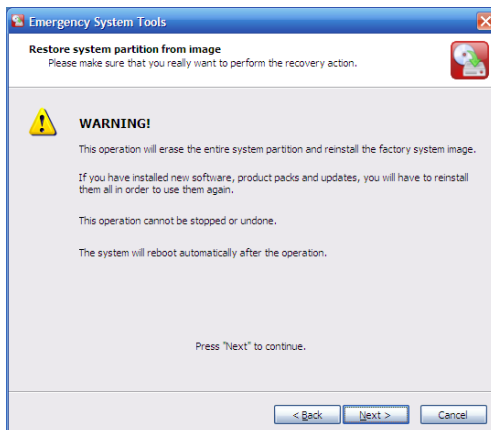 Emergency System Tools
Restore system partition from image
Please make sure that you really want to perform the recovery action.
WARNING!
This operation will erase the entire system partition and reinstall the factory system image.
If you have installed new software, product packs and updates, you will have to reinstall
them all in order to use them again.
This operation cannot be stopped or undone.
The system will reboot automatically after the operation.
Press "Next" to continue.
< Back Next > Cancel